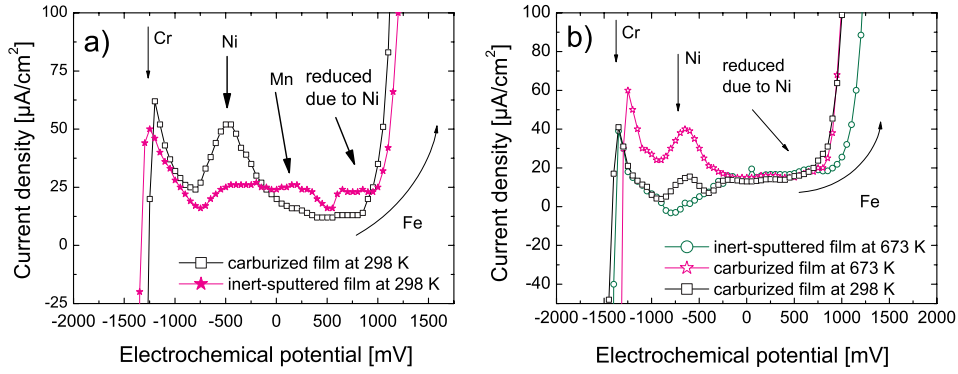 a)
Cr
Ni
Mn
reduced
due to Ni
Fe
carburized film at 298 K
inert-sputtered film at 298 K
100
75
50
25
0
-25
-2000 -1500 -1000 -500 0 500 1000 1500
Current density [µA/cm²]
Electrochemical potential [mV]
b)
Cr
Ni
reduced
due to Ni
Fe
inert-sputtered film at 673 K
carburized film at 673 K
carburized film at 298 K
100
80
60
40
20
0
-20
-40
-2000 -1500 -1000 -500 0 500 1000 1500 2000
Current density [µA/cm²]
Electrochemical potential [mV]